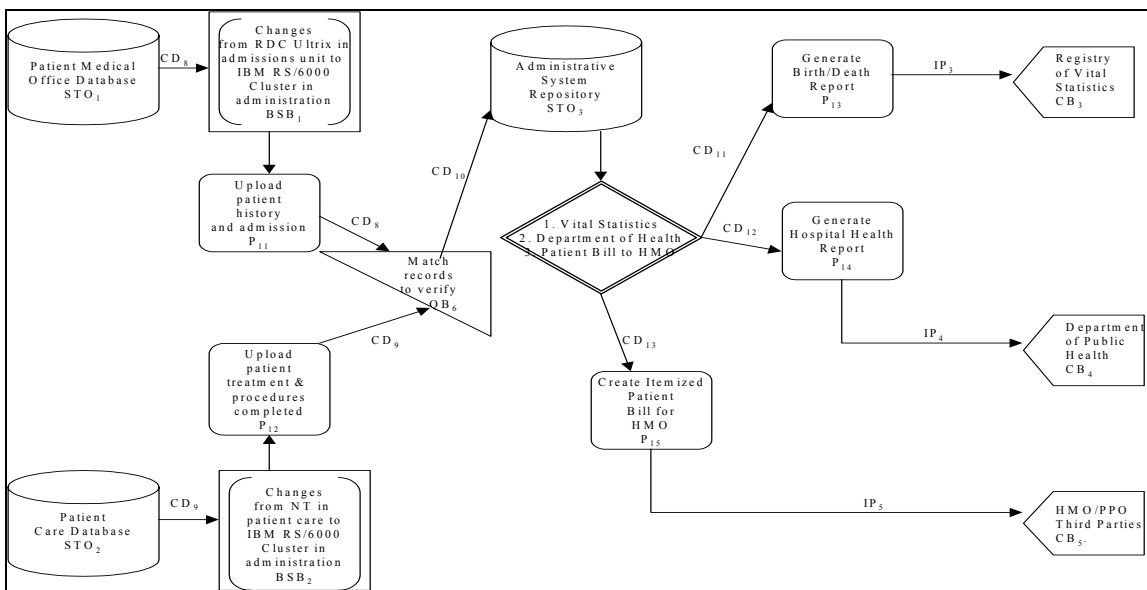 Patient Medical
Office Database
STO₁
CD₈
Changes
from RDC Ultrix in
admissions unit to
IBM RS/6000
Cluster in
administration
BSB₁
Upload
patient
history
and admission
P₁₁
CD₈
Match
records
to verify
QB₆
CD₉
Upload
patient
treatment &
procedures
completed
P₁₂
Patient
Care Database
STO₂
CD₉
Changes
from NT in
patient care to
IBM RS/6000
Cluster in
administration
BSB₂
CD₁₀
Administrative
System
Repository
STO₃
1. Vital Statistics
2. Department of Health
3. Patient Bill to HMO
CD₁₁
Generate
Birth/Death
Report
P₁₃
IP₃
Registry
of Vital
Statistics
CB₃
CD₁₂
Generate
Hospital Health
Report
P₁₄
IP₄
Department
of Public
Health
CB₄
CD₁₃
Create Itemized
Patient
Bill for
HMO
P₁₅
IP₅
HMO/PPO
Third Parties
CB₅.